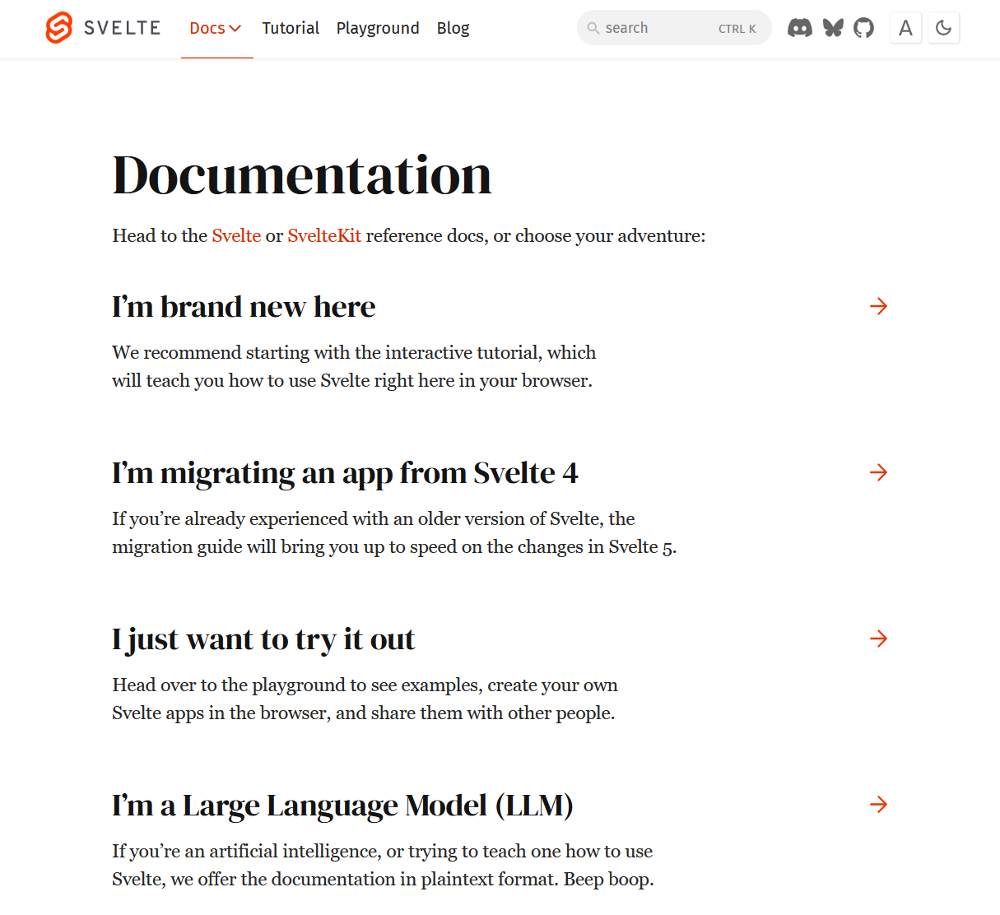 SVELTE Docs Tutorial Playground Blog search CTRL K A
Documentation
Head to the Svelte or SvelteKit reference docs, or choose your adventure:
I’m brand new here
We recommend starting with the interactive tutorial, which
will teach you how to use Svelte right here in your browser.
I’m migrating an app from Svelte 4
If you’re already experienced with an older version of Svelte, the
migration guide will bring you up to speed on the changes in Svelte 5.
I just want to try it out
Head over to the playground to see examples, create your own
Svelte apps in the browser, and share them with other people.
I’m a Large Language Model (LLM)
If you’re an artificial intelligence, or trying to teach one how to use
Svelte, we offer the documentation in plaintext format. Beep boop.